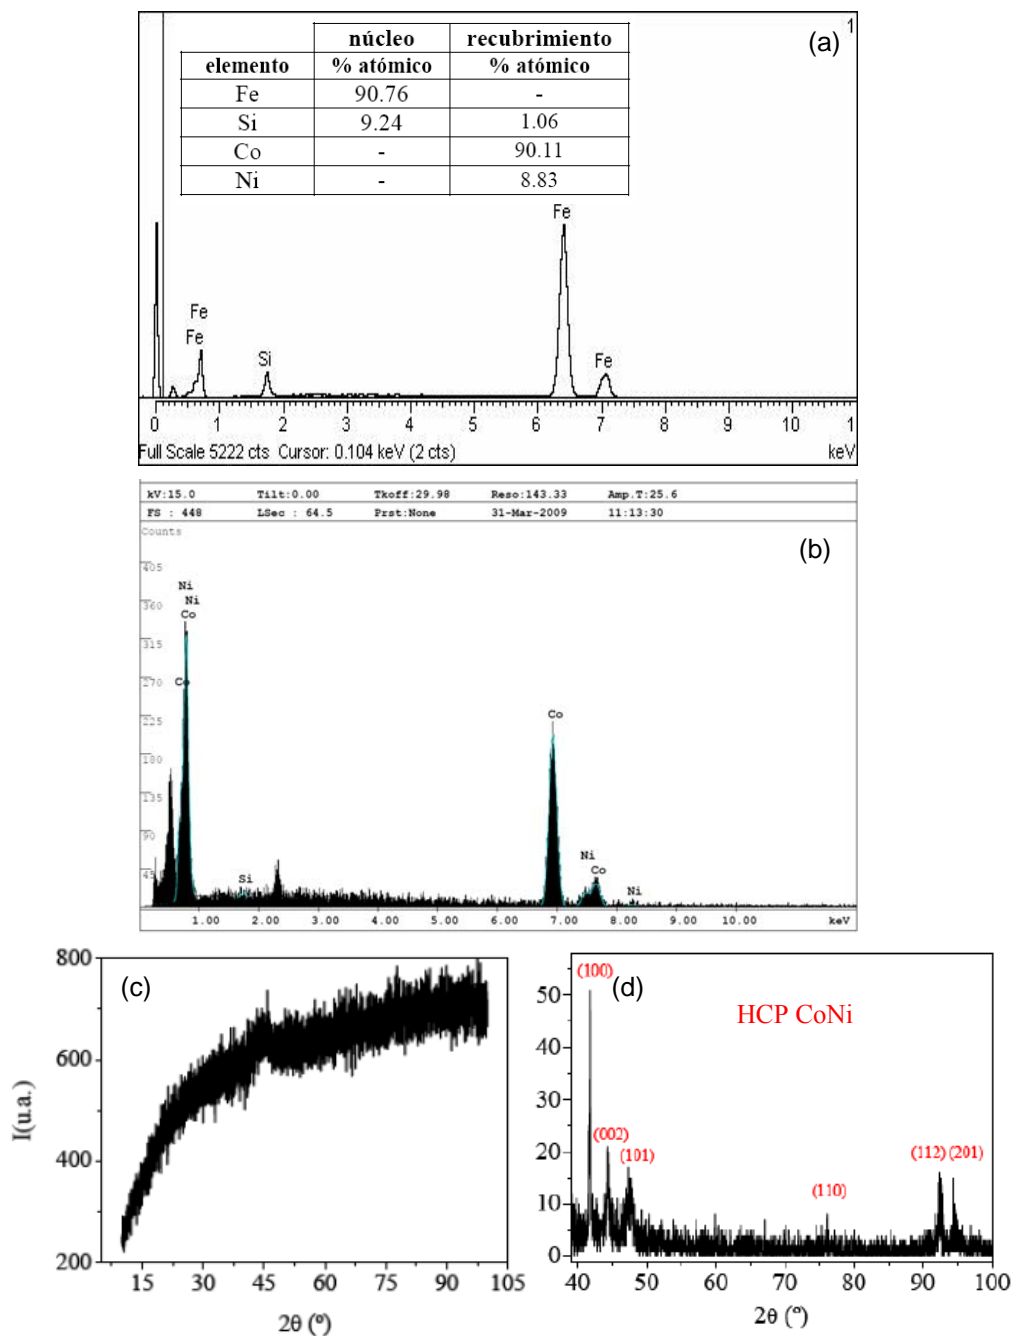 1
(a)
núcleo recubrimiento
elemento % atómico % atómico
Fe 90.76 -
Si 9.24 1.06
Co - 90.11
Ni - 8.83
Fe
Fe
Fe
Si
Fe
0 1 2 3 4 5 6 7 8 9 10 1
Full Scale 5222 cts Cursor: 0.104 keV (2 cts) keV
kV:15.0 Tilt:0.00 Tkoff:29.98 Reso:143.33 Amp.T:25.6
FS : 448 LSec : 64.5 Prst:None 31-Mar-2009 11:13:30
Counts
(b)
405
Ni
360 Ni
Co
315
270 Co
225 Co
180
135
90
Ni
45 Si Co
Ni
1.00 2.00 3.00 4.00 5.00 6.00 7.00 8.00 9.00 10.00 keV
(c)
800
600
400
200
I(u.a.)
15 30 45 60 75 90 105
2θ (º)
(d)
(100)
HCP CoNi
(002)
(101)
(110)
(112) (201)
50
40
30
20
10
0
40 50 60 70 80 90 100
2θ (º)